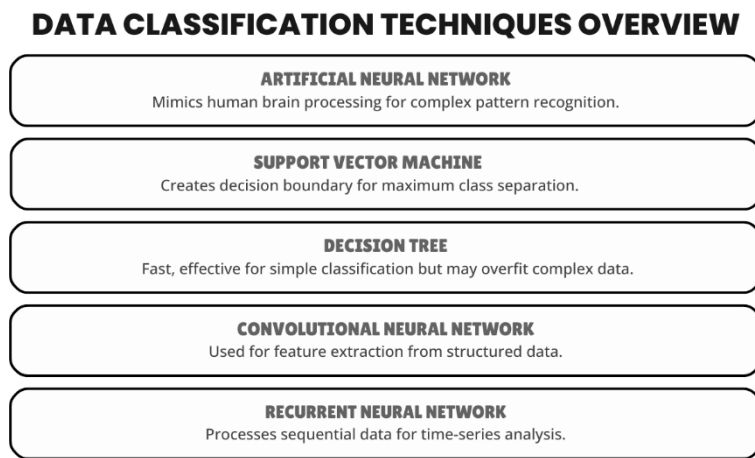 DATA CLASSIFICATION TECHNIQUES OVERVIEW
ARTIFICIAL NEURAL NETWORK
Mimics human brain processing for complex pattern recognition.
SUPPORT VECTOR MACHINE
Creates decision boundary for maximum class separation.
DECISION TREE
Fast, effective for simple classification but may overfit complex data.
CONVOLUTIONAL NEURAL NETWORK
Used for feature extraction from structured data.
RECURRENT NEURAL NETWORK
Processes sequential data for time-series analysis.